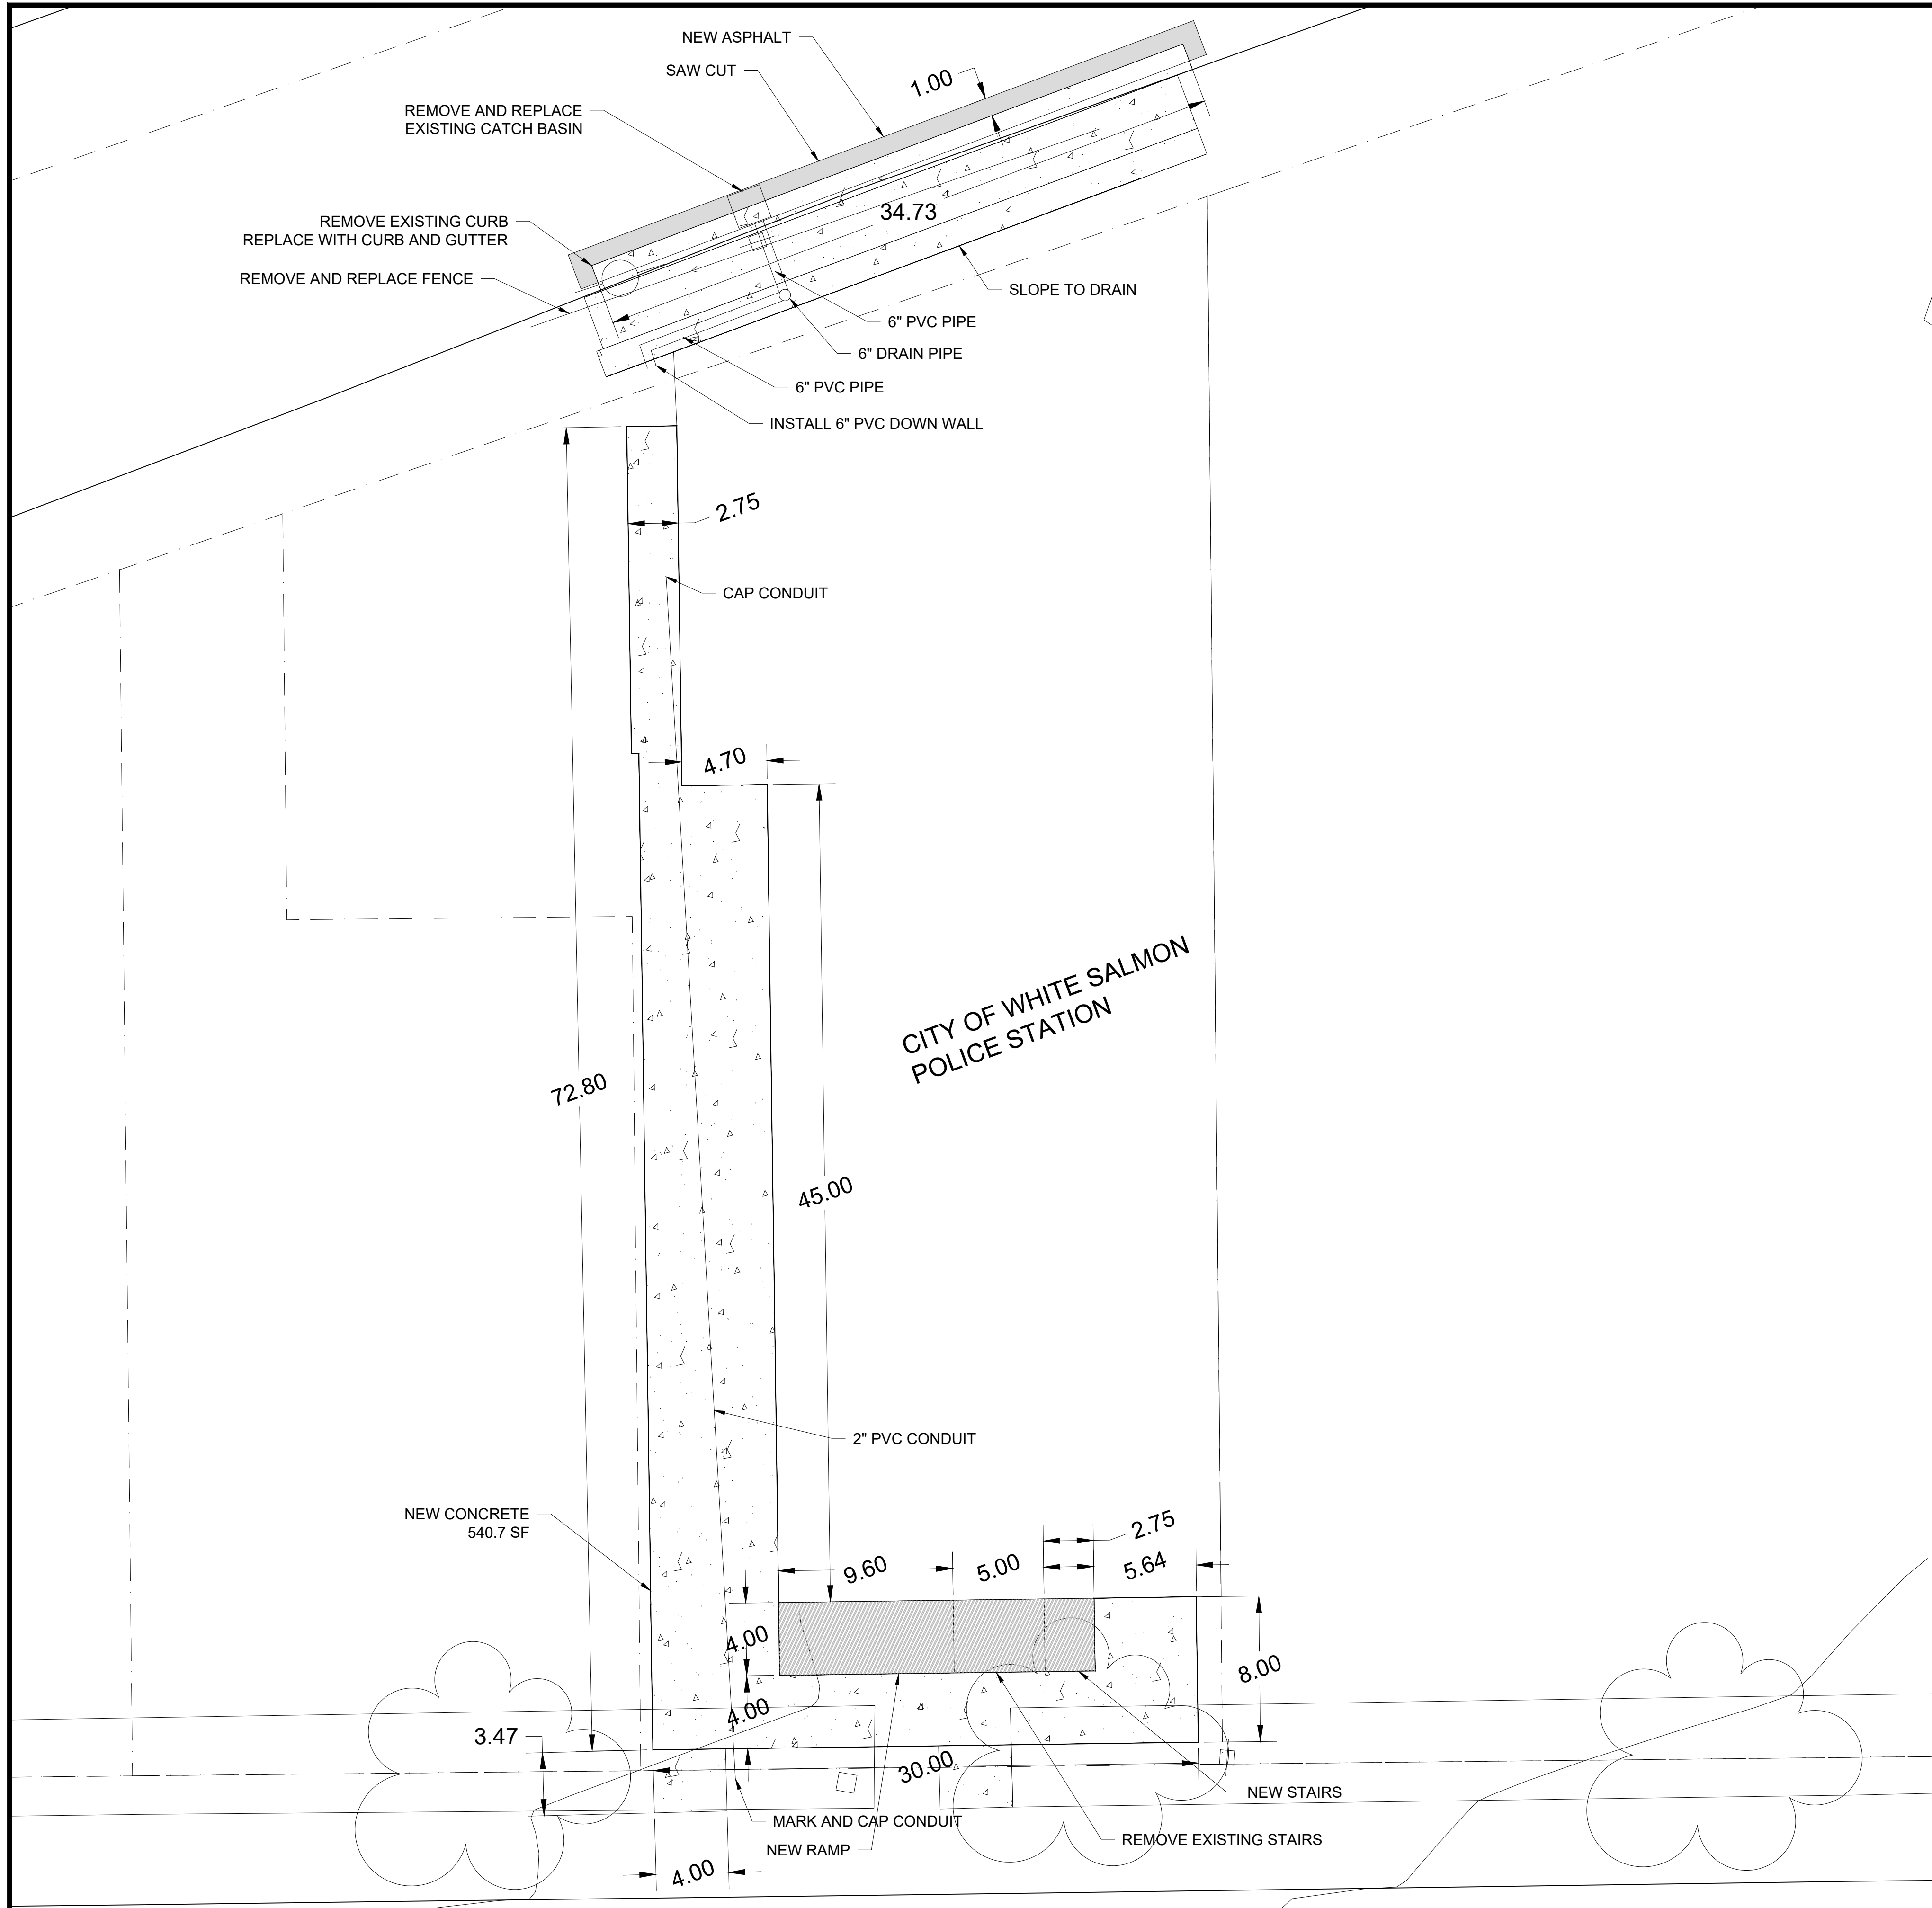 NEW ASPHALT
SAW CUT
1.00
REMOVE AND REPLACE
EXISTING CATCH BASIN
34.73
REMOVE EXISTING CURB
REPLACE WITH CURB AND GUTTER
REMOVE AND REPLACE FENCE
SLOPE TO DRAIN
6" PVC PIPE
6" DRAIN PIPE
6" PVC PIPE
INSTALL 6" PVC DOWN WALL
2.75
CAP CONDUIT
4.70
CITY OF WHITE SALMON
POLICE STATION
72.80
45.00
2" PVC CONDUIT
NEW CONCRETE
540.7 SF
2.75
9.60
5.00
5.64
4.00
8.00
4.00
3.47
30.00
NEW STAIRS
MARK AND CAP CONDUIT
REMOVE EXISTING STAIRS
NEW RAMP
4.00